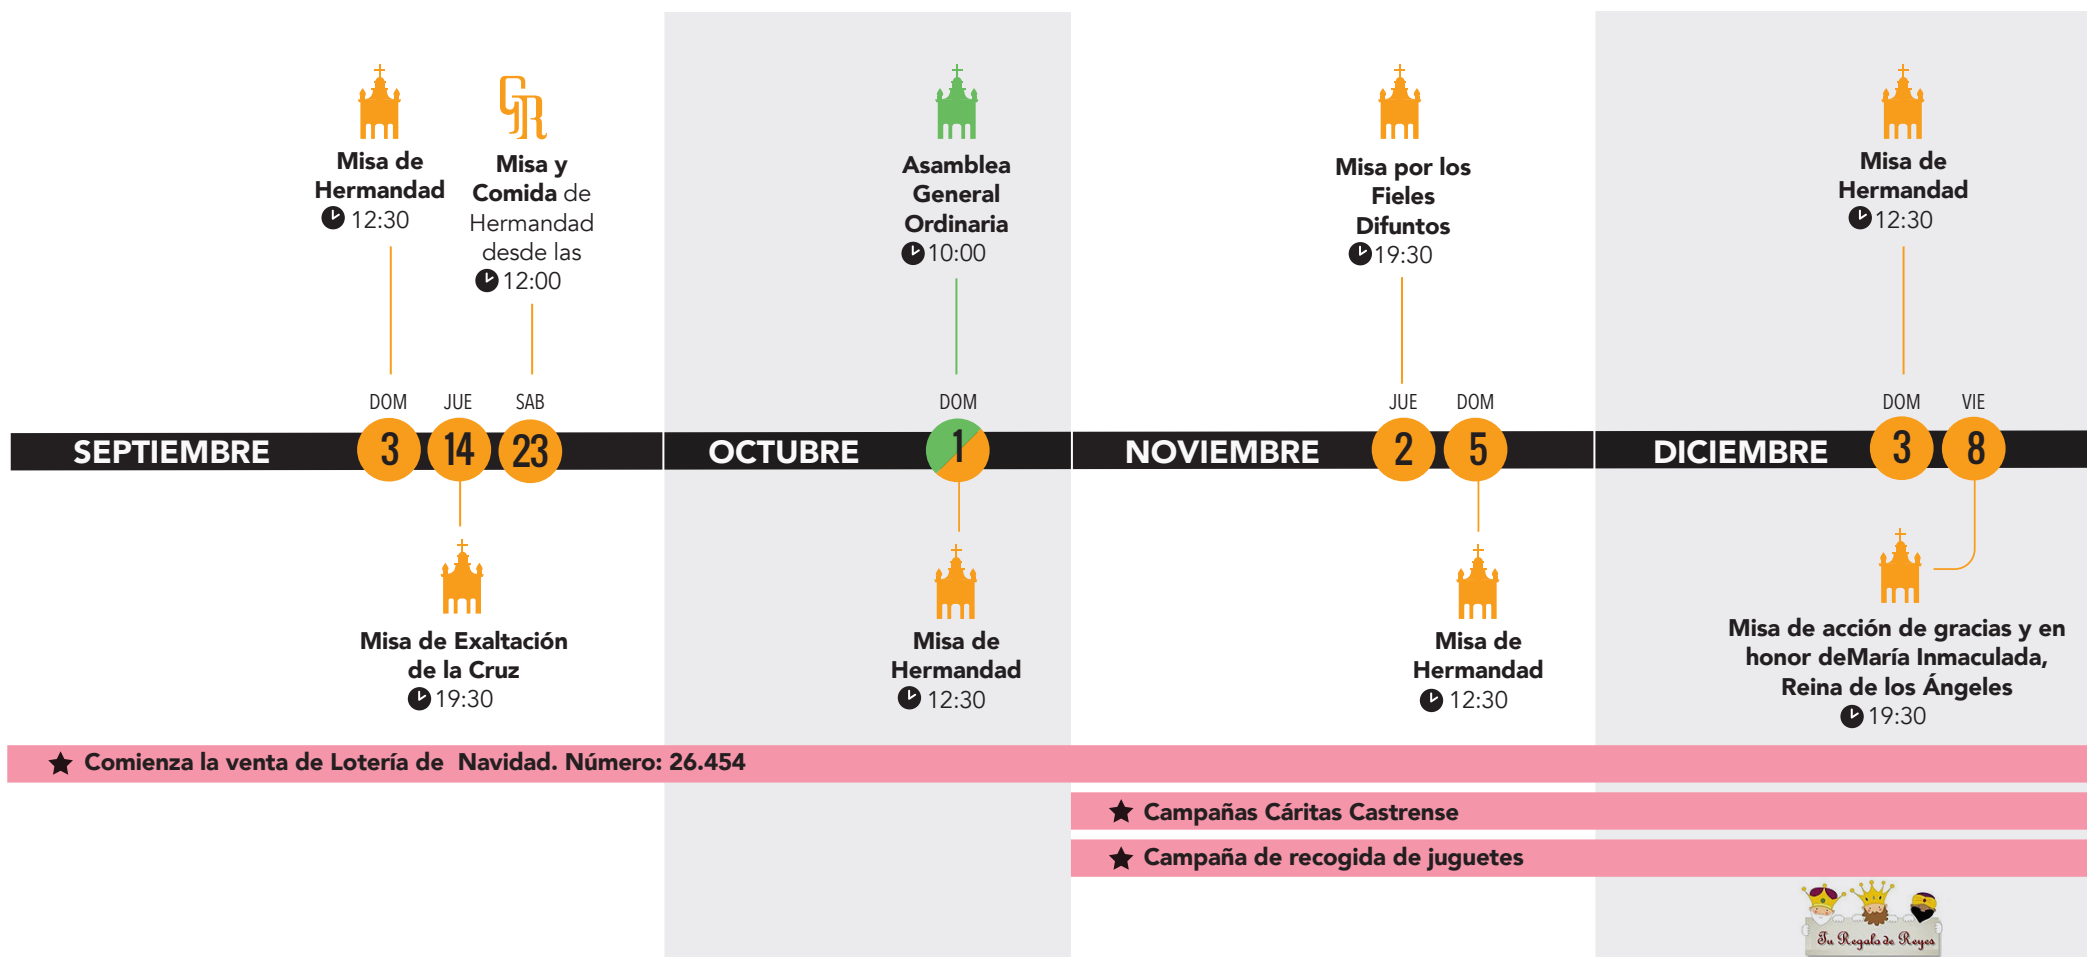 Misa de
Hermandad
12:30
Misa y
Comida de
Hermandad
desde las
12:00
Asamblea
General
Ordinaria
10:00
Misa por los
Fieles
Difuntos
19:30
Misa de
Hermandad
12:30
DOM
JUE
SAB
DOM
JUE
DOM
DOM
VIE
SEPTIEMBRE
3
14
23
OCTUBRE
1
NOVIEMBRE
2
5
DICIEMBRE
3
8
Misa de Exaltación
de la Cruz
19:30
Misa de
Hermandad
12:30
Misa de
Hermandad
12:30
Misa de acción de gracias y en
honor deMaría Inmaculada,
Reina de los Ángeles
19:30
★ Comienza la venta de Lotería de Navidad. Número: 26.454
★ Campañas Cáritas Castrense
★ Campaña de recogida de juguetes
Tu Regalo de Reyes